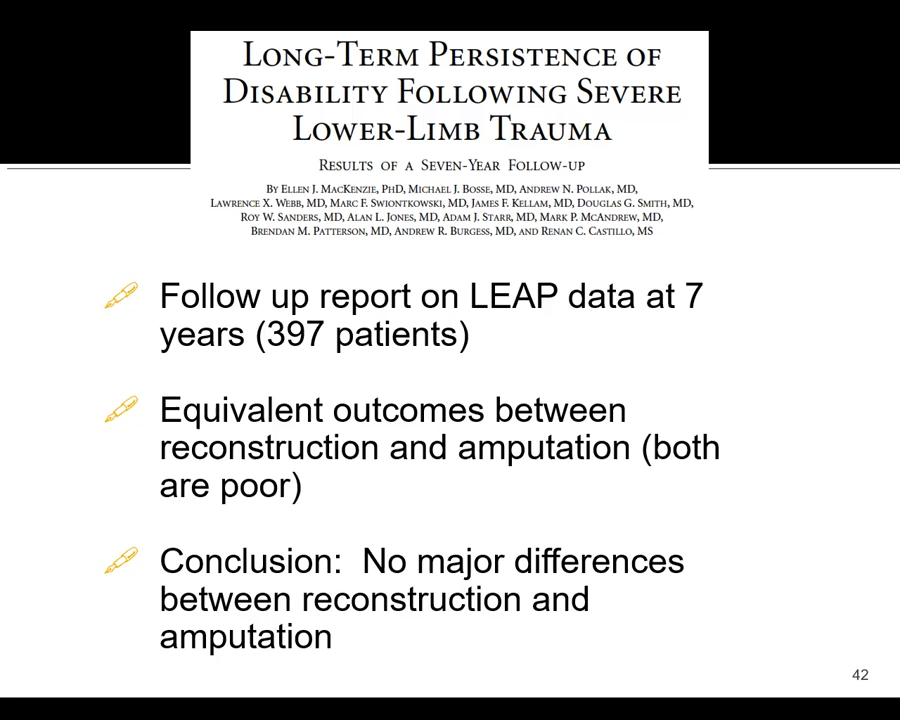 LONG-TERM PERSISTENCE OF
DISABILITY FOLLOWING SEVERE
LOWER-LIMB TRAUMA
RESULTS OF A SEVEN-YEAR FOLLOW-UP
BY ELLEN J. MACKENZIE, PHD, MICHAEL J. BOSSE, MD, ANDREW N. POLLAK, MD,
LAWRENCE X. WEBB, MD, MARC F. SWIONTKOWSKI, MD, JAMES F. KELLAM, MD, DOUGLAS G. SMITH, MD,
ROY W. SANDERS, MD, ALAN L. JONES, MD, ADAM J. STARR, MD, MARK P. MCANDREW, MD,
BRENDAN M. PATTERSON, MD, ANDREW R. BURGESS, MD, AND RENAN C. CASTILLO, MS
Follow up report on LEAP data at 7
years (397 patients)
Equivalent outcomes between
reconstruction and amputation (both
are poor)
Conclusion:  No major differences
between reconstruction and
amputation
42